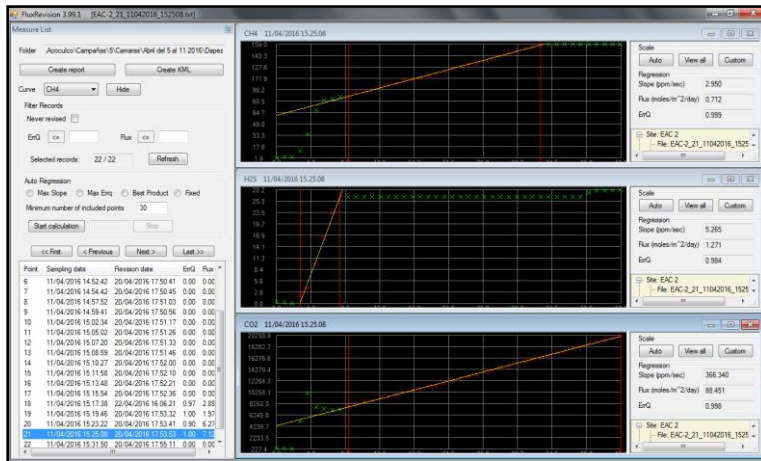 FluxRevision 3.99.1 [EAC-2_21_11042016_152508.txt]
Measure List
Folder .Acoculco\Campañas\5\Camaras\Abril del 5 al 11 2016\Dapez
Create report Create KML
Curve CH4 Hide
Filter Records
Never revised
ErrQ <= Flux <=
Selected records: 22 / 22 Refresh
Auto Regression
Max Slope Max Errq Best Product Fixed
Minimum number of included points 30
Start calculation Stop
<< First < Previous Next > Last >>
Point Sampling date Revision date ErQ Flux
6 11/04/2016 14.52.42 20/04/2016 17.50.41 0.00 0.00
7 11/04/2016 14.54.42 20/04/2016 17.50.45 0.00 0.00
8 11/04/2016 14.57.52 20/04/2016 17.51.03 0.00 0.00
9 11/04/2016 14.59.41 20/04/2016 17.50.56 0.00 0.00
10 11/04/2016 15.02.34 20/04/2016 17.51.17 0.00 0.00
11 11/04/2016 15.05.02 20/04/2016 17.51.26 0.00 0.00
12 11/04/2016 15.07.20 20/04/2016 17.51.33 0.00 0.00
13 11/04/2016 15.08.59 20/04/2016 17.51.46 0.00 0.00
14 11/04/2016 15.10.27 20/04/2016 17.52.00 0.00 0.00
15 11/04/2016 15.11.58 20/04/2016 17.52.10 0.00 0.00
16 11/04/2016 15.13.48 20/04/2016 17.52.21 0.00 0.00
17 11/04/2016 15.15.54 20/04/2016 17.52.36 0.00 0.00
18 11/04/2016 15.17.38 22/04/2016 16.06.21 0.97 2.89
19 11/04/2016 15.19.46 20/04/2016 17.53.32 1.00 1.97
20 11/04/2016 15.23.22 20/04/2016 17.53.41 0.90 6.27
21 11/04/2016 15.25.08 20/04/2016 17.53.53 1.00 7.12
22 11/04/2016 15.31.50 20/04/2016 17.55.11 0.00 0.00
CH4 11/04/2016 15.25.08
159.0
143.3
127.6
111.9
96.2
80.5
64.7
49.0
33.3
17.6
1.9
Scale
Auto View all Custom
Regression
Slope (ppm/sec) 2.950
Flux (moles/m^2/day) 0.712
ErrQ 0.999
Site: EAC 2
File: EAC-2_21_11042016_1525
H2S 11/04/2016 15.25.08
28.2
25.3
22.5
19.7
16.9
14.1
11.2
8.4
5.6
2.8
0.0
Scale
Auto View all Custom
Regression
Slope (ppm/sec) 5.265
Flux (moles/m^2/day) 1.271
ErrQ 0.984
Site: EAC 2
File: EAC-2_21_11042016_1525
CO2 11/04/2016 15.25.08
20288.9
18282.7
16276.6
14270.4
12264.3
10258.1
8252.0
6245.8
4239.7
2233.5
227.4
Scale
Auto View all Custom
Regression
Slope (ppm/sec) 366.340
Flux (moles/m^2/day) 88.451
ErrQ 0.998
Site: EAC 2
File: EAC-2_21_11042016_1525